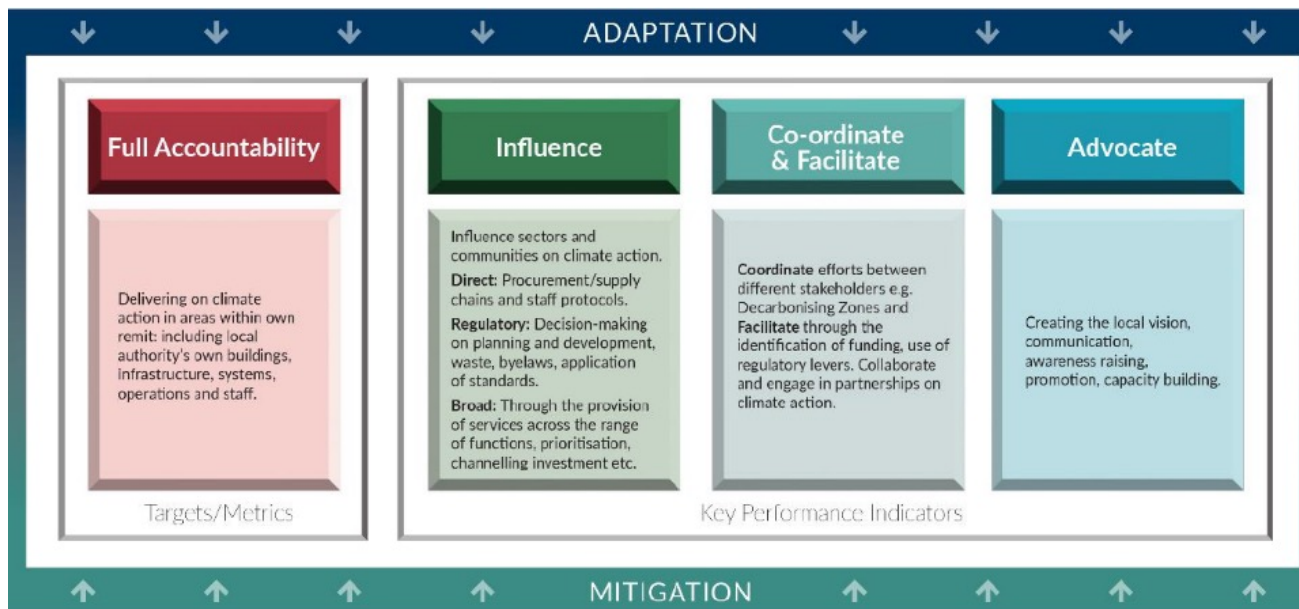 ADAPTATION
Full Accountability
Delivering on climate
action in areas within own
remit: including local
authority's own buildings,
infrastructure, systems,
operations and staff.
Targets/Metrics
Influence
Influence sectors and
communities on climate action.
Direct: Procurement/supply
chains and staff protocols.
Regulatory: Decision-making
on planning and development,
waste, byelaws, application
of standards.
Broad: Through the provision
of services across the range
of functions, prioritisation,
channelling investment etc.
Co-ordinate
& Facilitate
Coordinate efforts between
different stakeholders e.g.
Decarbonising Zones and
Facilitate through the
identification of funding, use of
regulatory levers. Collaborate
and engage in partnerships on
climate action.
Advocate
Creating the local vision,
communication,
awareness raising,
promotion, capacity building.
Key Performance Indicators
MITIGATION